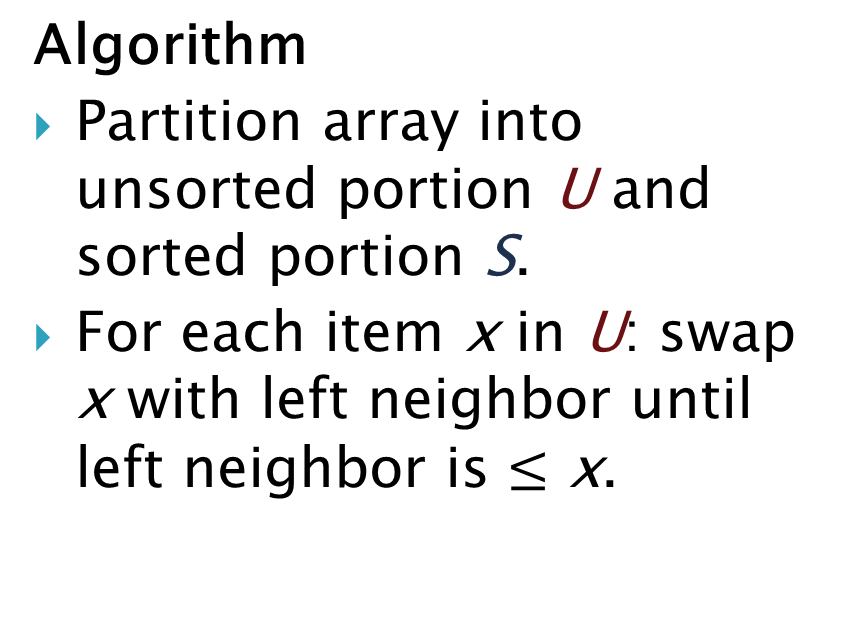 Algorithm
Partition array into
unsorted portion U and
sorted portion S.
For each item x in U: swap
x with left neighbor until
left neighbor is ≤ x.